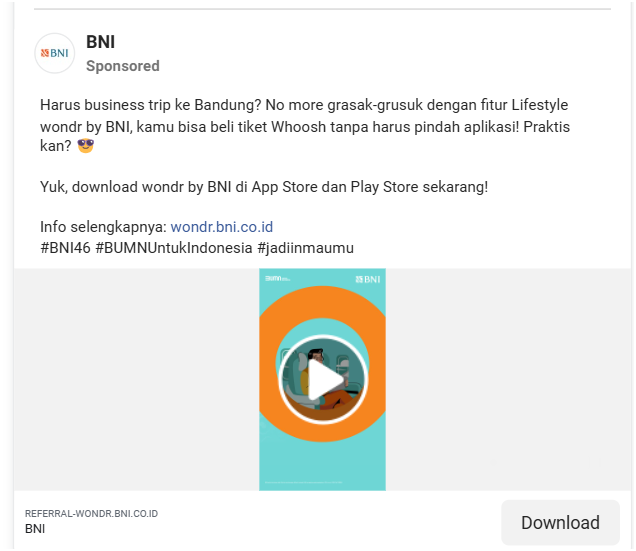 BNI
BNI
Sponsored
Harus business trip ke Bandung? No more grasak-grusuk dengan fitur Lifestyle
wondr by BNI, kamu bisa beli tiket Whoosh tanpa harus pindah aplikasi! Praktis
kan? 😎
Yuk, download wondr by BNI di App Store dan Play Store sekarang!
Info selengkapnya: wondr.bni.co.id
#BNI46 #BUMNUntukIndonesia #jadiinmaumu
BUMN BNI
REFERRAL-WONDR.BNI.CO.ID
BNI
Download